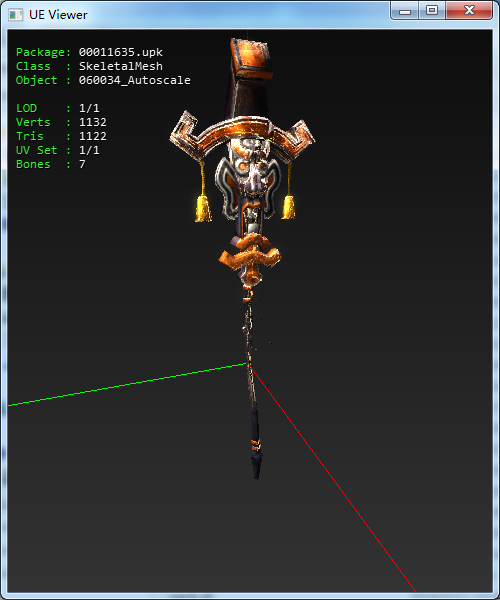 UE Viewer
Package: 00011635.upk
Class  : SkeletalMesh
Object : 060034_Autoscale
LOD    : 1/1
Verts  : 1132
Tris   : 1122
UV Set : 1/1
Bones  : 7